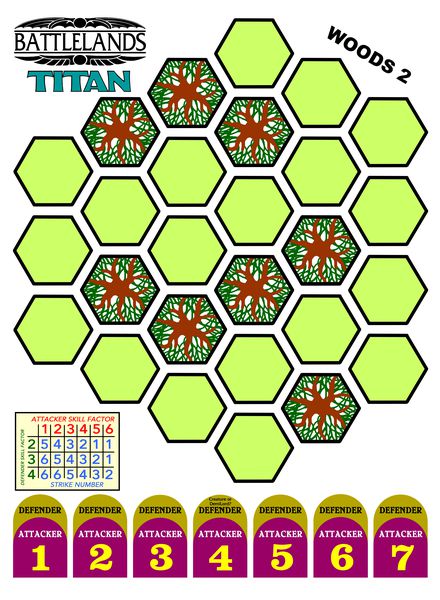 BATTLELANDS
TITAN
WOODS 2
ATTACKER SKILL FACTOR
1 2 3 4 5 6
DEFENDER SKILL FACTOR
2 5 4 3 2 1 1
3 6 5 4 3 2 1
4 6 6 5 4 3 2
STRIKE NUMBER
DEFENDER
ATTACKER
1
DEFENDER
ATTACKER
2
DEFENDER
ATTACKER
3
Creature or
DemiLord?
DEFENDER
ATTACKER
4
DEFENDER
ATTACKER
5
DEFENDER
ATTACKER
6
DEFENDER
ATTACKER
7